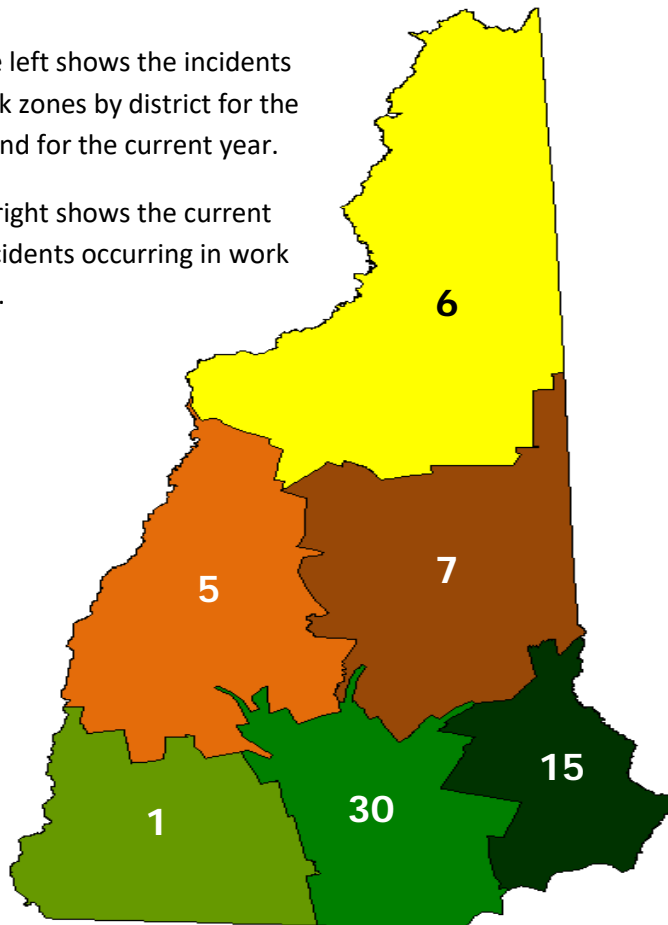 e left shows the incidents
k zones by district for the
nd for the current year.
right shows the current
cidents occurring in work
.
6
5
7
15
30
1